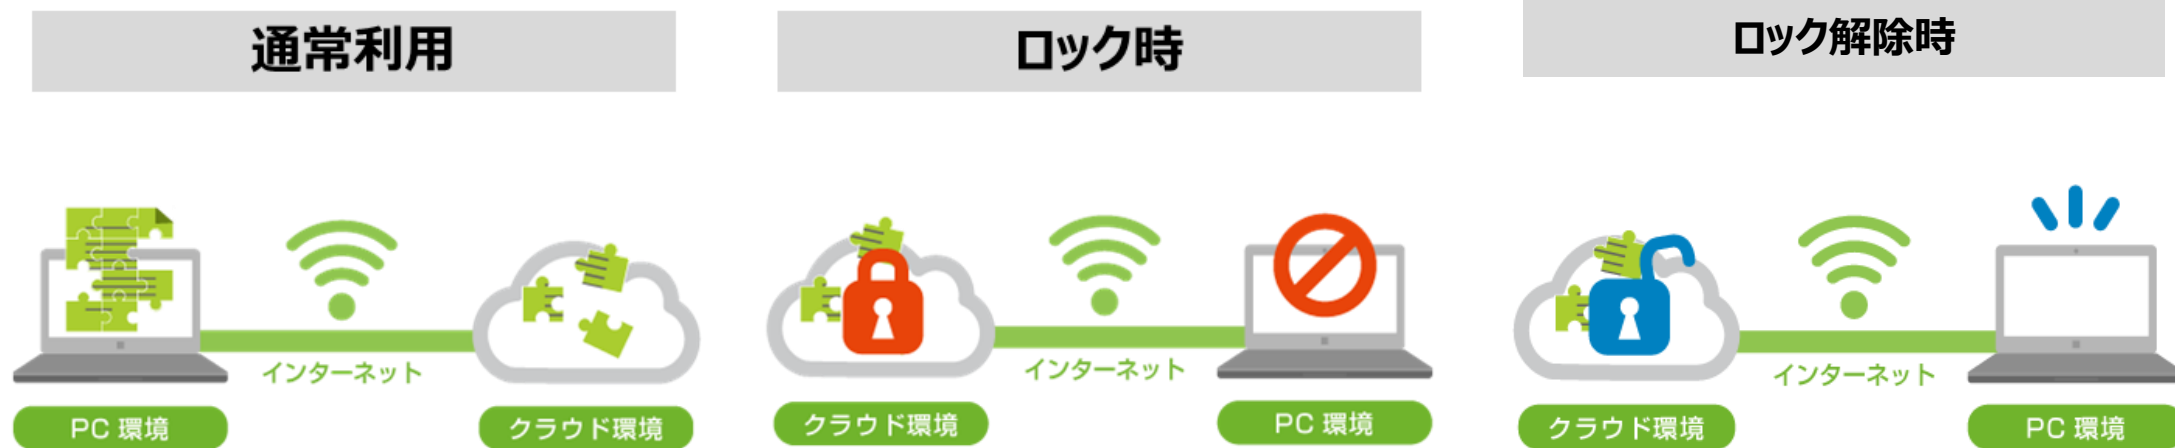 通常利用
インターネット
PC 環境
クラウド環境
ロック時
インターネット
クラウド環境
PC 環境
ロック解除時
インターネット
クラウド環境
PC 環境